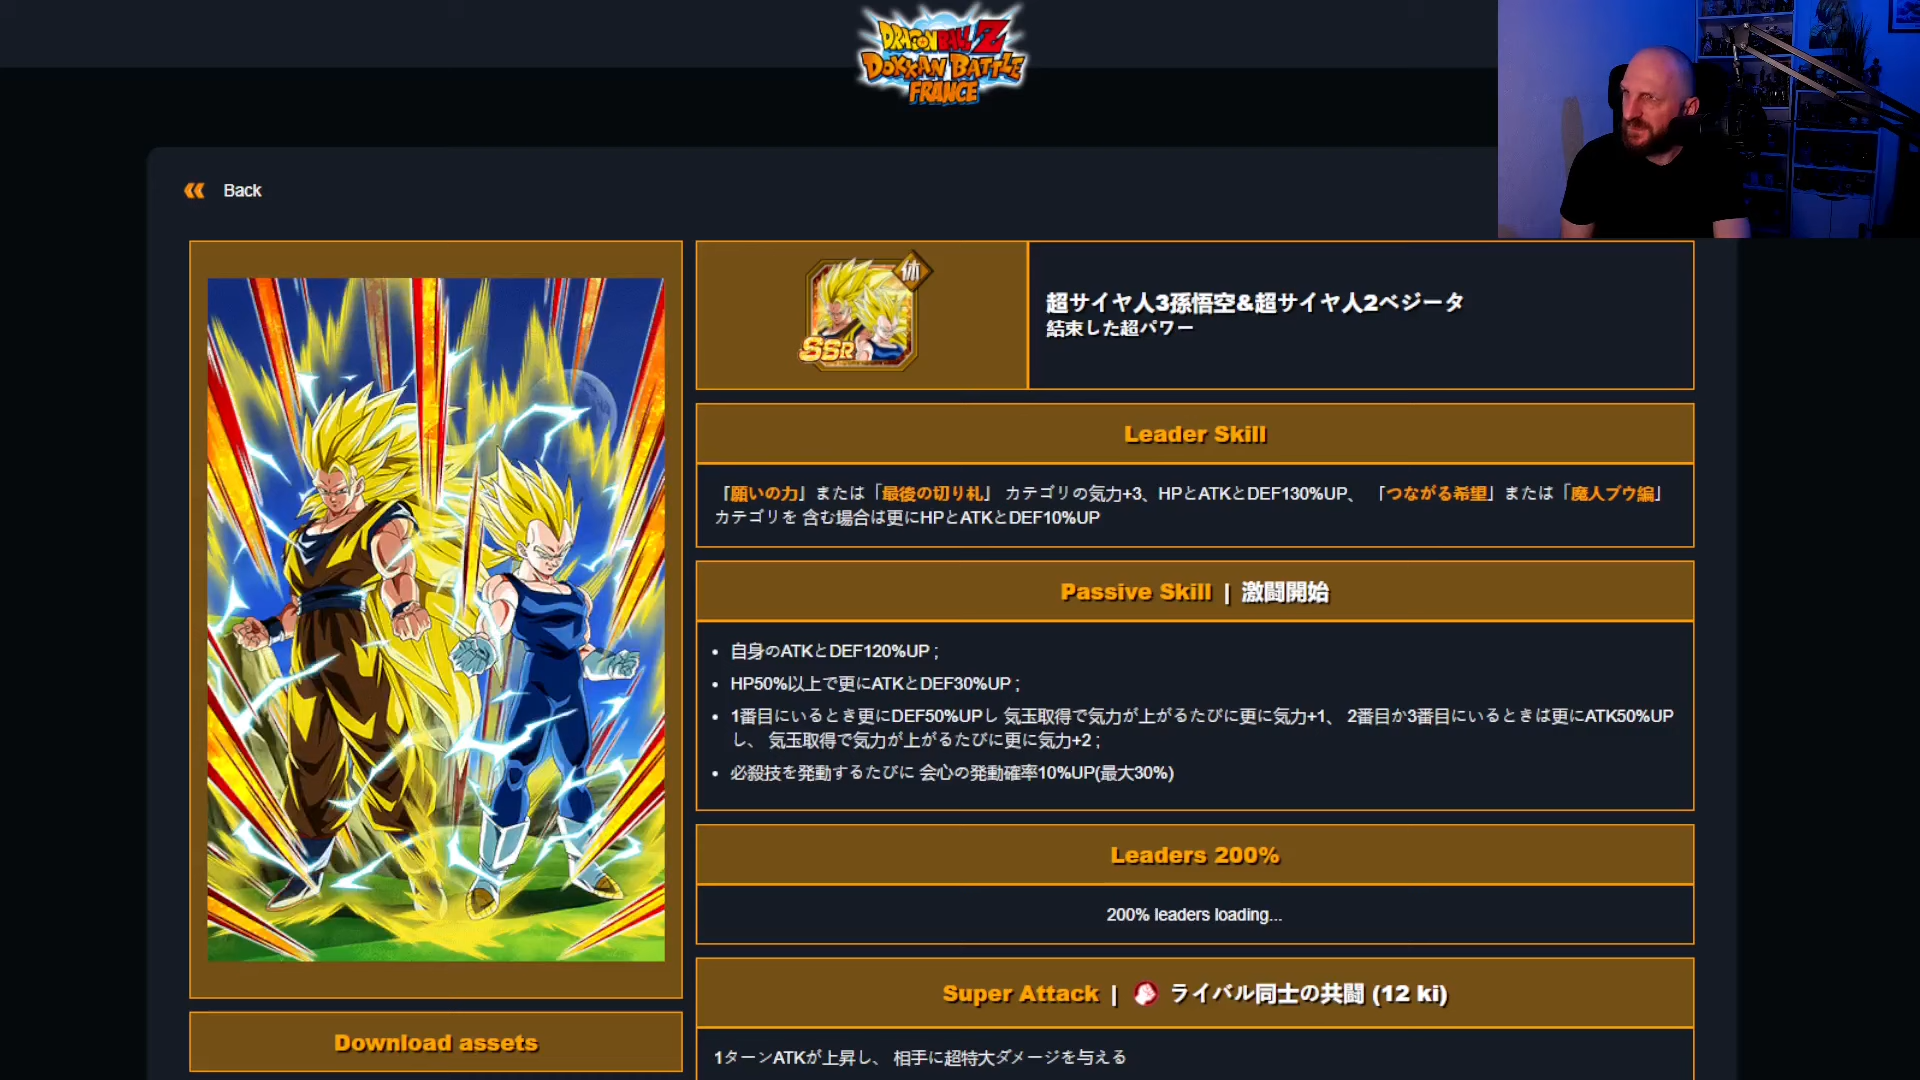 DRAGON BALL Z
DOKKAN BATTLE
FRANCE
Back
体
SSR
超サイヤ人3孫悟空&超サイヤ人2ベジータ
結束した超パワー
Leader Skill
「願いの力」または「最後の切り札」 カテゴリの気力+3、HPとATKとDEF130%UP、 「つながる希望」または「魔人ブウ編」
カテゴリを 含む場合は更にHPとATKとDEF10%UP
Passive Skill | 激闘開始
• 自身のATKとDEF120%UP ;
• HP50%以上で更にATKとDEF30%UP ;
• 1番目にいるとき更にDEF50%UPし 気玉取得で気力が上がるたびに更に気力+1、 2番目か3番目にいるときは更にATK50%UP
し、 気玉取得で気力が上がるたびに更に気力+2 ;
• 必殺技を発動するたびに 会心の発動確率10%UP(最大30%)
Leaders 200%
200% leaders loading...
Super Attack | ライバル同士の共闘 (12 ki)
Download assets
1ターンATKが上昇し、 相手に超特大ダメージを与える